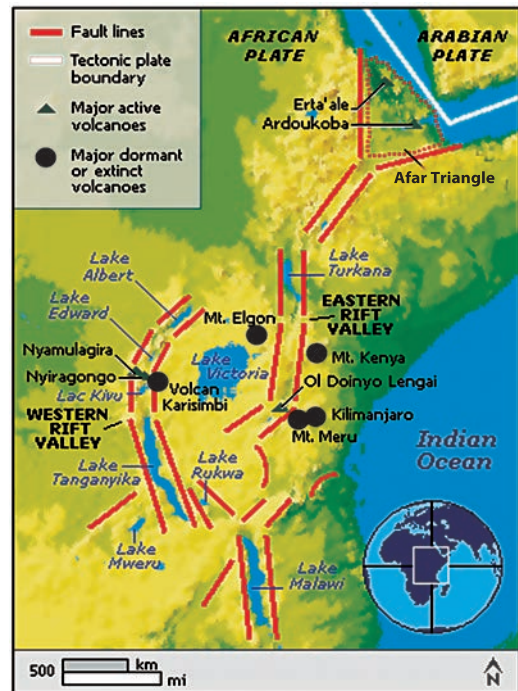 Fault lines
Tectonic plate
boundary
Major active
volcanoes
Major dormant
or extinct
volcanoes
AFRICAN
PLATE
ARABIAN
PLATE
Erta'ale
Ardoukoba
Afar Triangle
Lake
Turkana
Lake
Albert
Lake
Edward
EASTERN
RIFT
VALLEY
Mt. Elgon
Nyamulagira
Lake
Victoria
Mt. Kenya
Nyiragongo
Volcan
Karisimbi
Ol Doinyo Lengai
Lac Kivu
WESTERN
RIFT
VALLEY
Kilimanjaro
Mt. Meru
Indian
Ocean
Lake
Tanganyika
Lake
Rukwa
Lake
Mweru
Lake
Malawi
500
km
mi
N